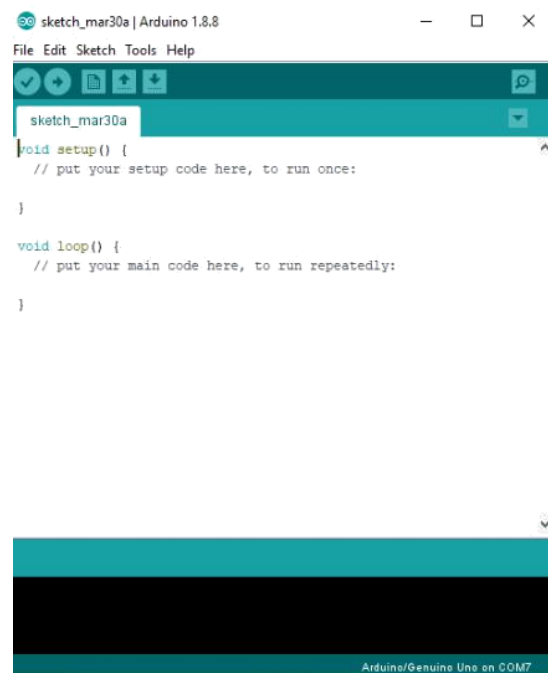 sketch_mar30a | Arduino 1.8.8
File Edit Sketch Tools Help
sketch_mar30a
void setup() {
  // put your setup code here, to run once:
}
void loop() {
  // put your main code here, to run repeatedly:
}
Arduino/Genuino Uno on COM7